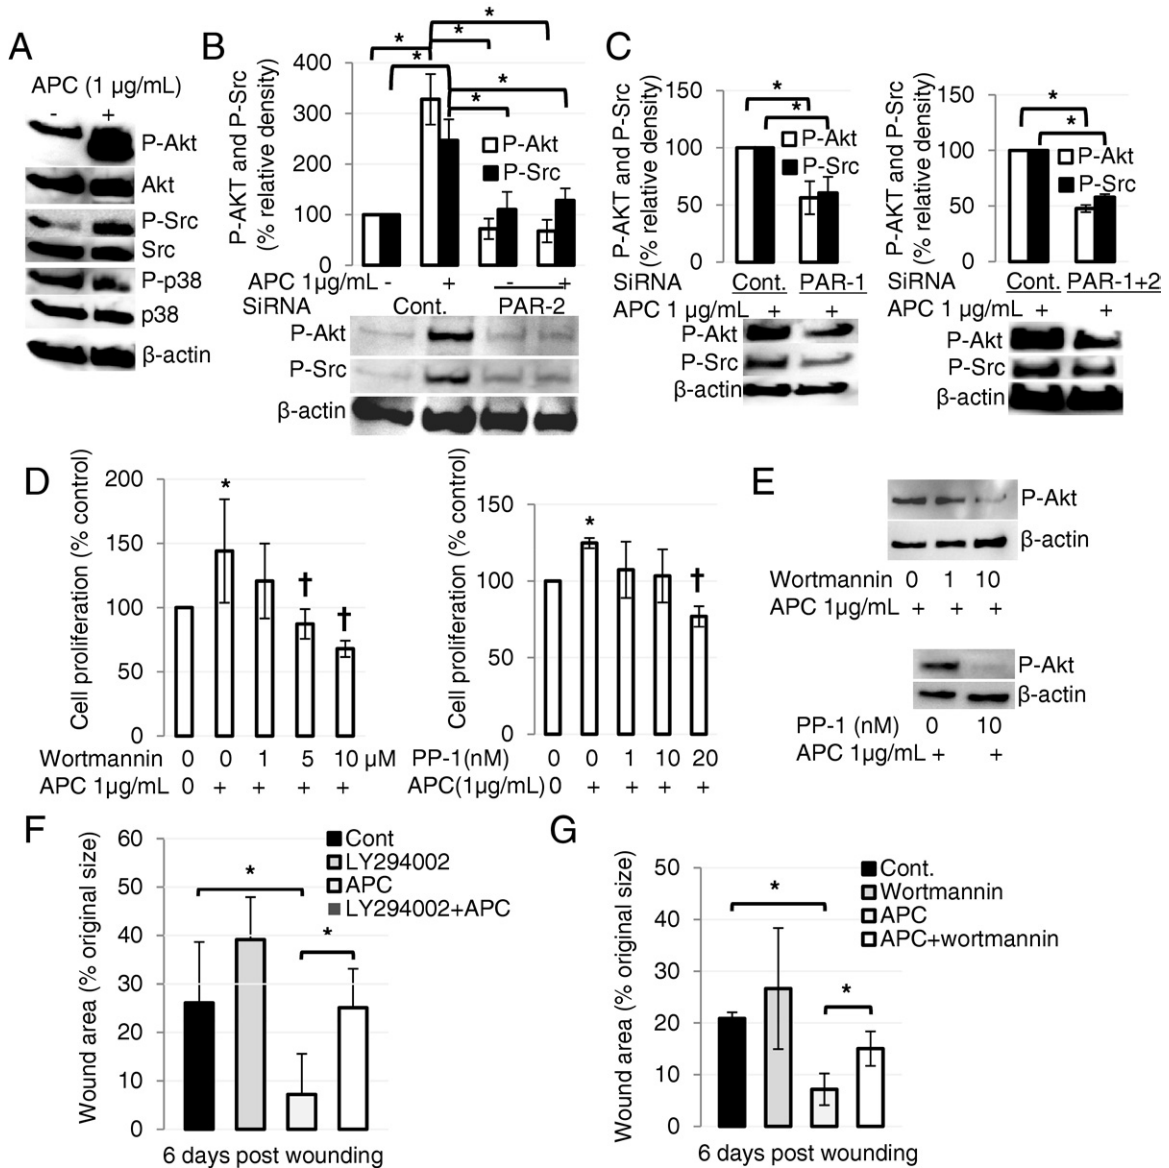 A
APC (1 µg/mL)
- +
P-Akt
Akt
P-Src
Src
P-p38
p38
β-actin
B
P-AKT and P-Src
(% relative density)
400
300
200
100
0
* * * * * *
P-Akt
P-Src
APC 1µg/mL - + - +
SiRNA Cont. PAR-2
P-Akt
P-Src
β-actin
C
P-AKT and P-Src
(% relative density)
150
100
50
0
*
*
P-Akt
P-Src
SiRNA Cont. PAR-1
APC 1 µg/mL + +
P-Akt
P-Src
β-actin
P-AKT and P-Src
(% relative density)
150
100
50
0
*
*
P-Akt
P-Src
SiRNA Cont. PAR-1+2
APC 1 µg/mL + +
P-Akt
P-Src
β-actin
D
Cell proliferation (% control)
200
150
100
50
0
* † †
Wortmannin 0 0 1 5 10 µM
APC 1µg/mL 0 + + + +
Cell proliferation (% control)
150
100
50
0
* †
PP-1(nM) 0 0 1 10 20
APC(1µg/mL) 0 + + + +
E
P-Akt
β-actin
Wortmannin 0 1 10
APC 1µg/mL + + +
P-Akt
β-actin
PP-1 (nM) 0 10
APC 1µg/mL + +
F
Wound area (% original size)
60
50
40
30
20
10
0
Cont
LY294002
APC
LY294002+APC
*
*
6 days post wounding
G
Wound area (% original size)
50
40
30
20
10
0
Cont.
Wortmannin
APC
APC+wortmannin
*
*
6 days post wounding